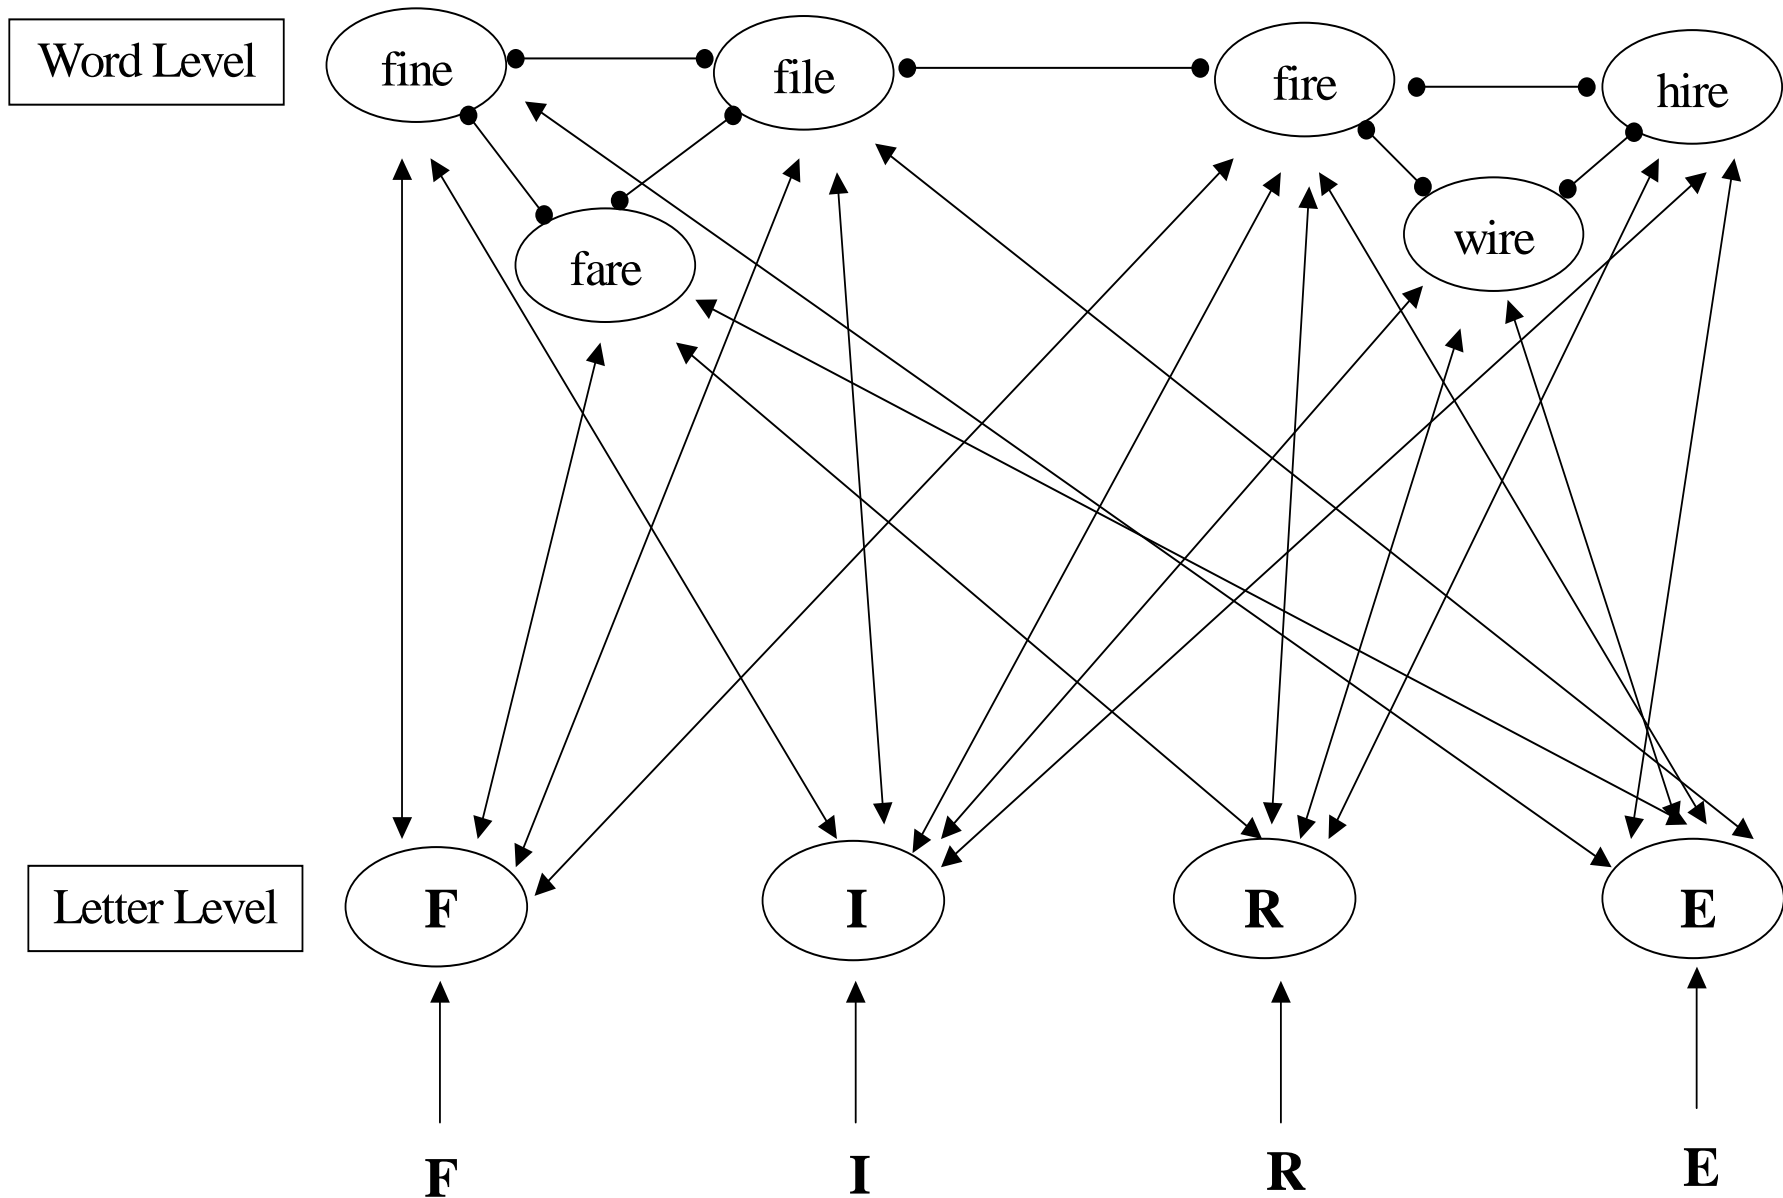 Word Level
fine
file
fire
hire
fare
wire
Letter Level
F
I
R
E
F
I
R
E